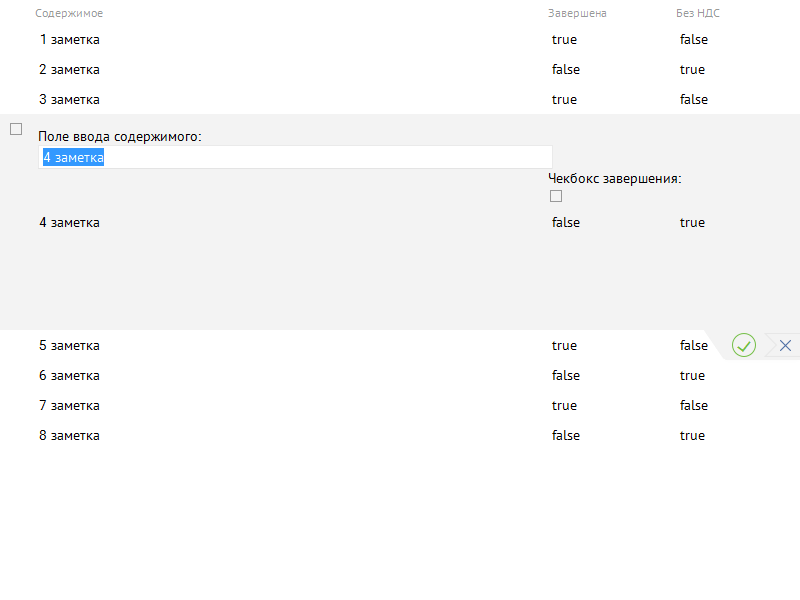 Содержимое Завершена Без НДС
1 заметка true false
2 заметка false true
3 заметка true false
Поле ввода содержимого:
4 заметка
Чекбокс завершения:
4 заметка false true
5 заметка true false
6 заметка false true
7 заметка true false
8 заметка false true